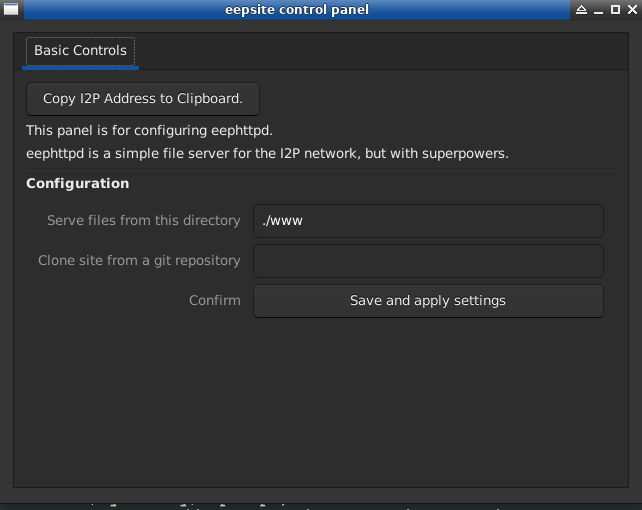 eepsite control panel
Basic Controls
Copy I2P Address to Clipboard.
This panel is for configuring eephttpd.
eephttpd is a simple file server for the I2P network, but with superpowers.
Configuration
Serve files from this directory ./www
Clone site from a git repository
Confirm Save and apply settings